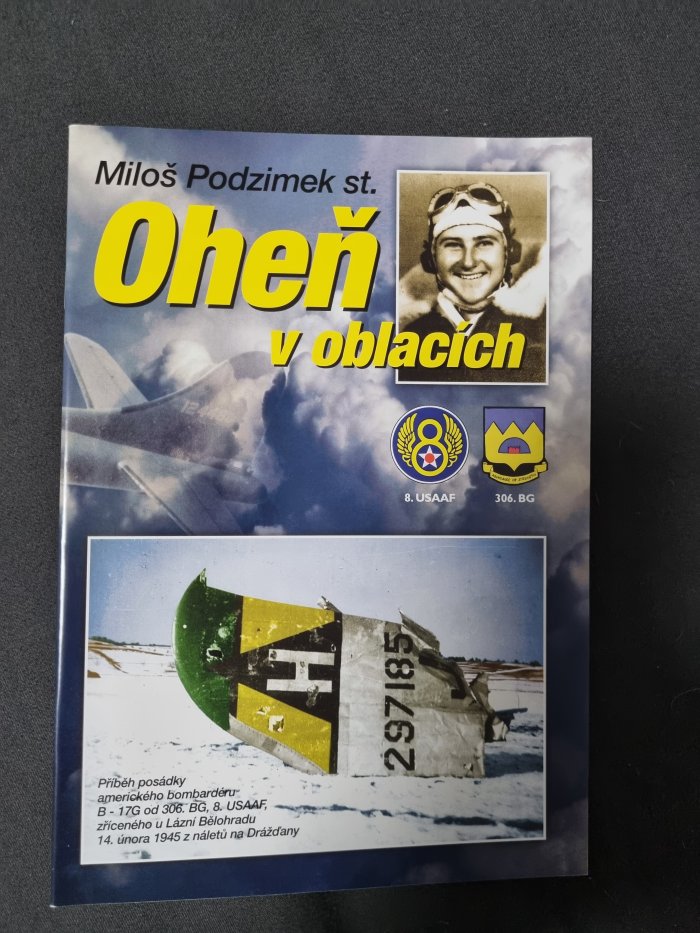 Miloš Podzimek st.
Oheň
v oblacích
8. USAAF
306. BG
H
297185
Příběh posádky
amerického bombardéru
B - 17G od 306. BG, 8. USAAF,
zříceného u Lázní Bělohradu
14. února 1945 z náletů na Drážďany